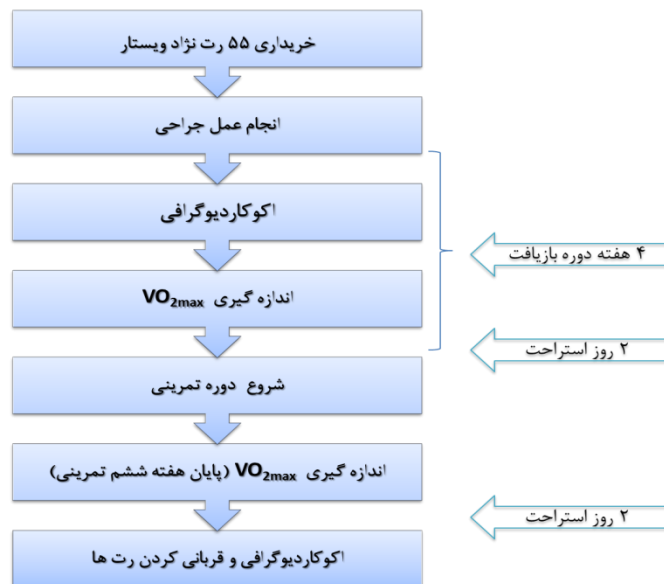 خریداری ۵۵ رت نژاد ویستار
انجام عمل جراحی
اکوکاردیوگرافی
۴ هفته دوره بازیافت
اندازه گیری VO2max
۲ روز استراحت
شروع دوره تمرینی
اندازه گیری VO2max (پایان هفته ششم تمرینی)
۲ روز استراحت
اکوکاردیوگرافی و قربانی کردن رت ها